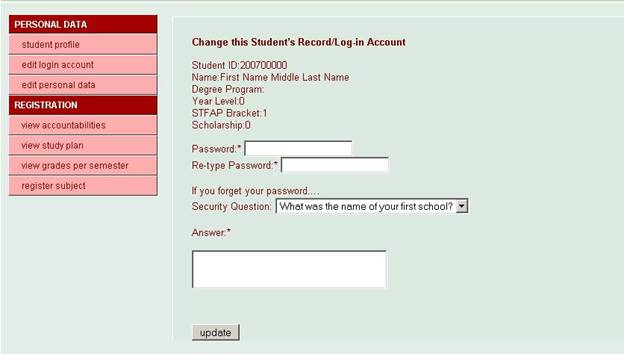 PERSONAL DATA
student profile
edit login account
edit personal data
REGISTRATION
view accountabilities
view study plan
view grades per semester
register subject
Change this Student's Record/Log-in Account
Student ID:200700000
Name:First Name Middle Last Name
Degree Program:
Year Level:0
STFAP Bracket:1
Scholarship:0
Password:*
Re-type Password:*
If you forget your password....
Security Question: What was the name of your first school?
Answer:*
update